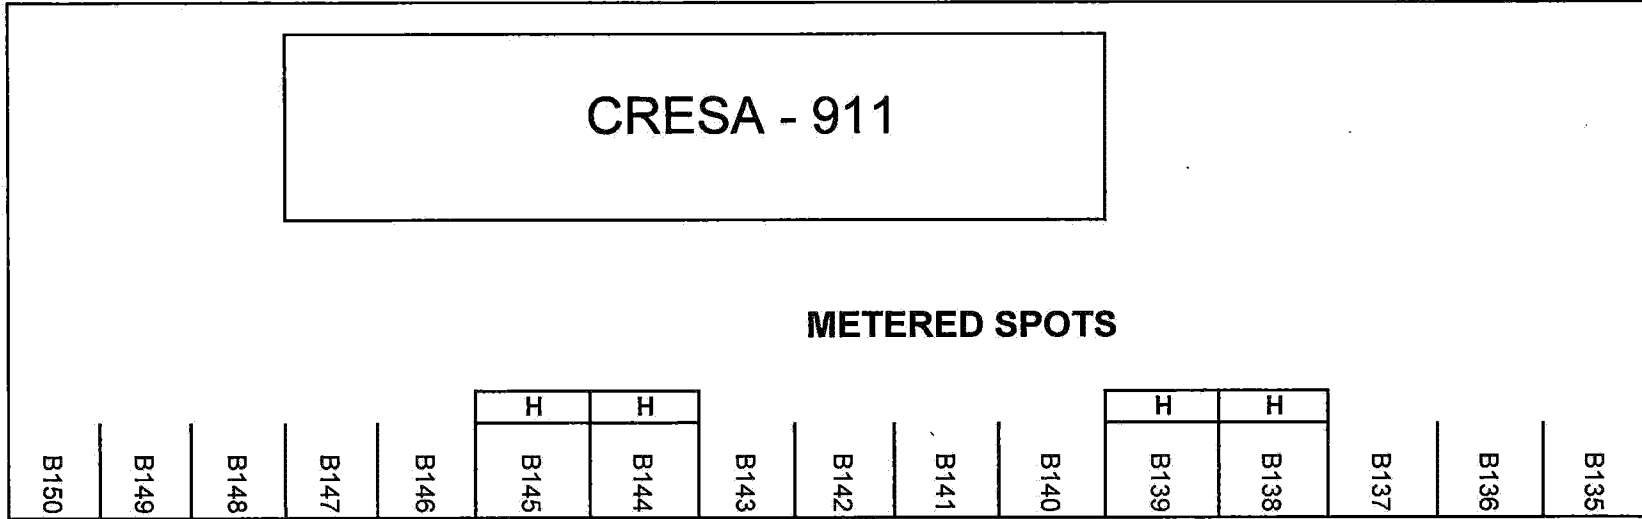 CRESA - 911
METERED SPOTS
H H H H
B150 B149 B148 B147 B146 B145 B144 B143 B142 B141 B140 B139 B138 B137 B136 B135